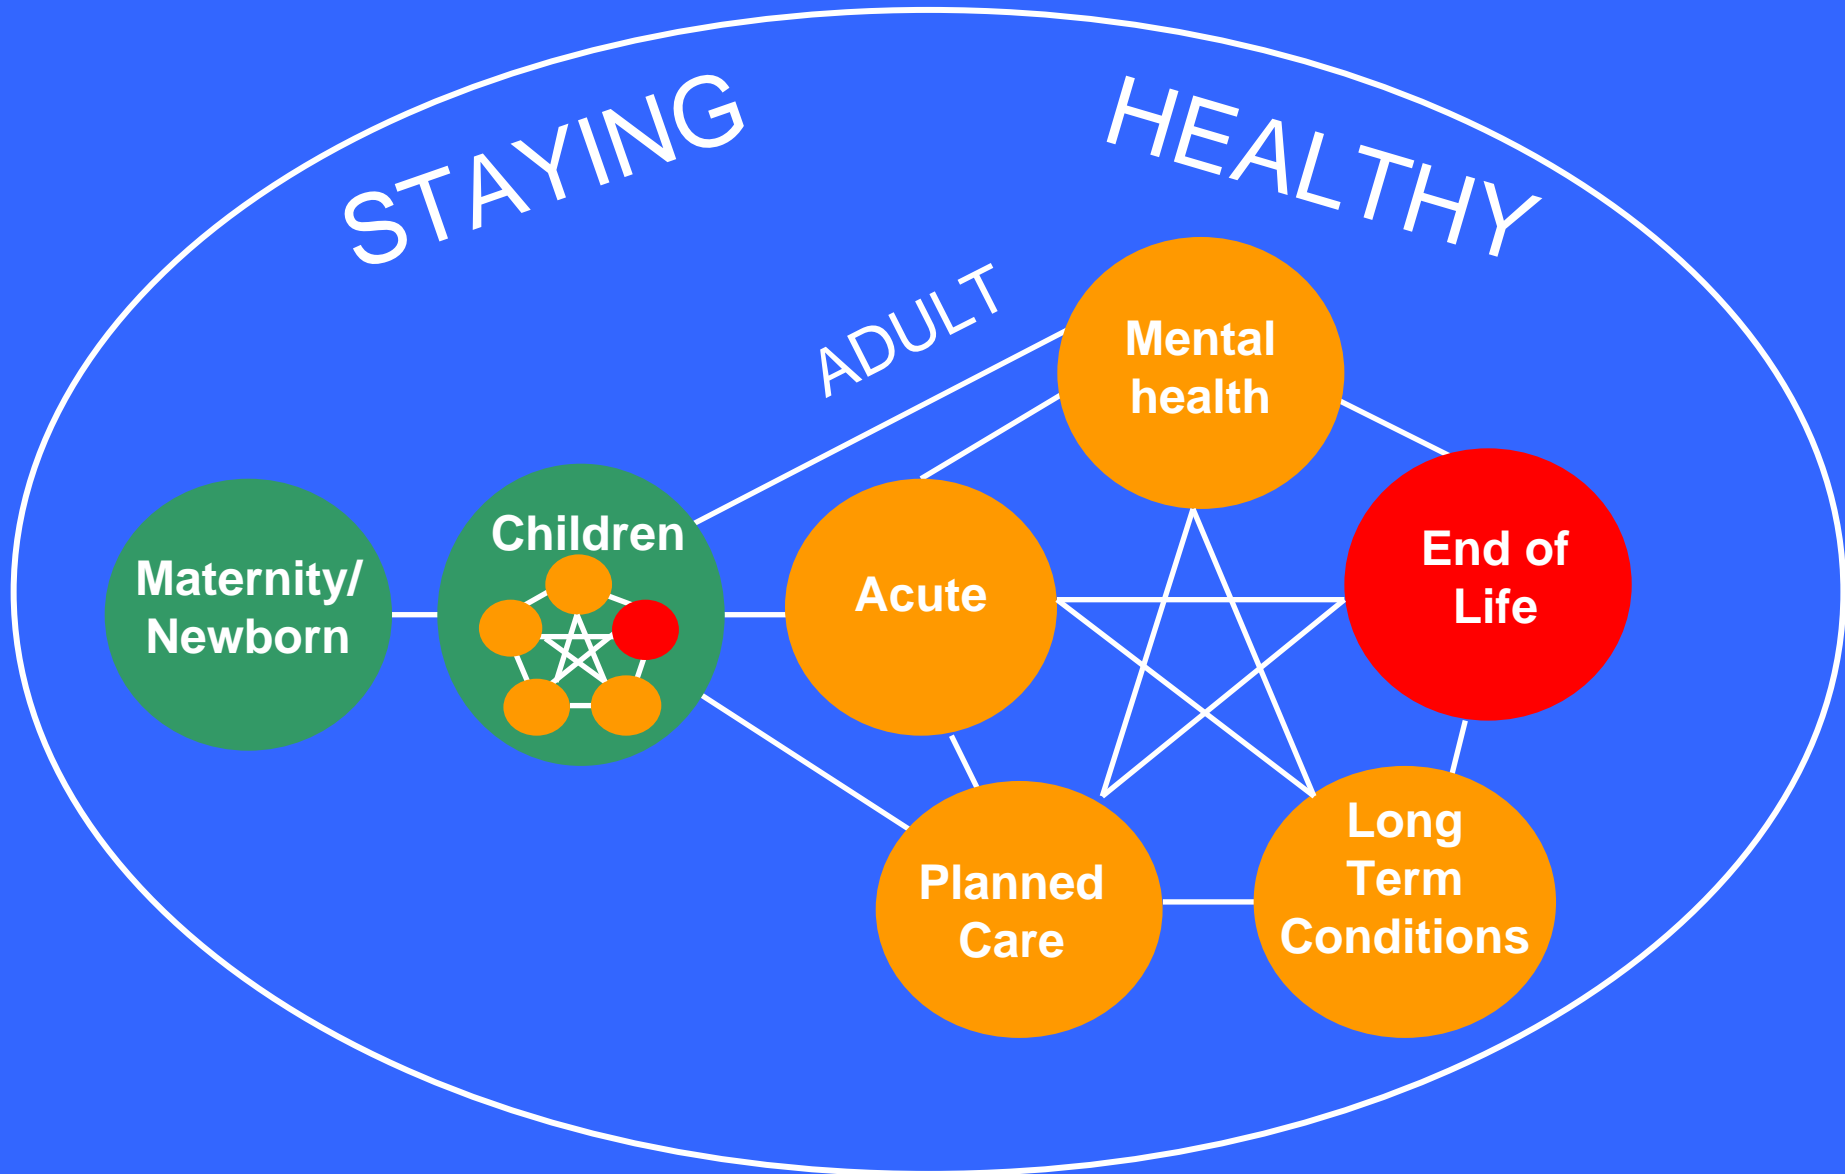 STAYING HEALTHY
ADULT
Mental
health
Children
Maternity/
Newborn
Acute
End of
Life
Planned
Care
Long
Term
Conditions